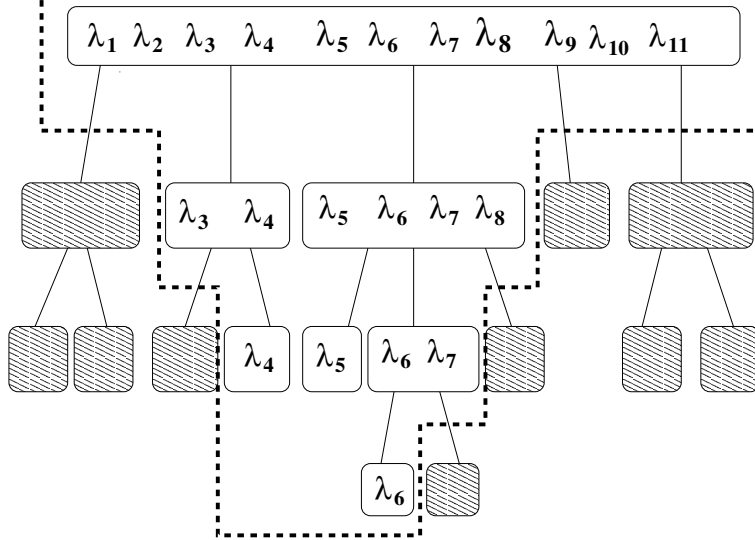 λ₁ λ₂ λ₃ λ₄ λ₅ λ₆ λ₇ λ₈ λ₉ λ₁₀ λ₁₁
λ₃ λ₄ λ₅ λ₆ λ₇ λ₈
λ₄ λ₅ λ₆ λ₇
λ₆